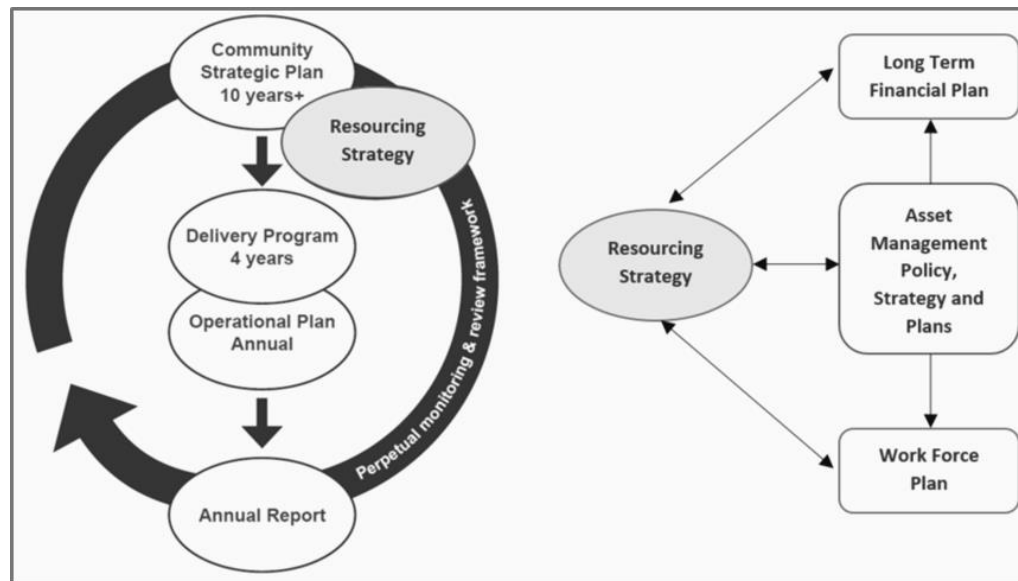 Community
Strategic Plan
10 years+
Resourcing
Strategy
Delivery Program
4 years
Operational Plan
Annual
Annual Report
Perpetual monitoring & review framework
Resourcing
Strategy
Long Term
Financial Plan
Asset
Management
Policy,
Strategy and
Plans
Work Force
Plan